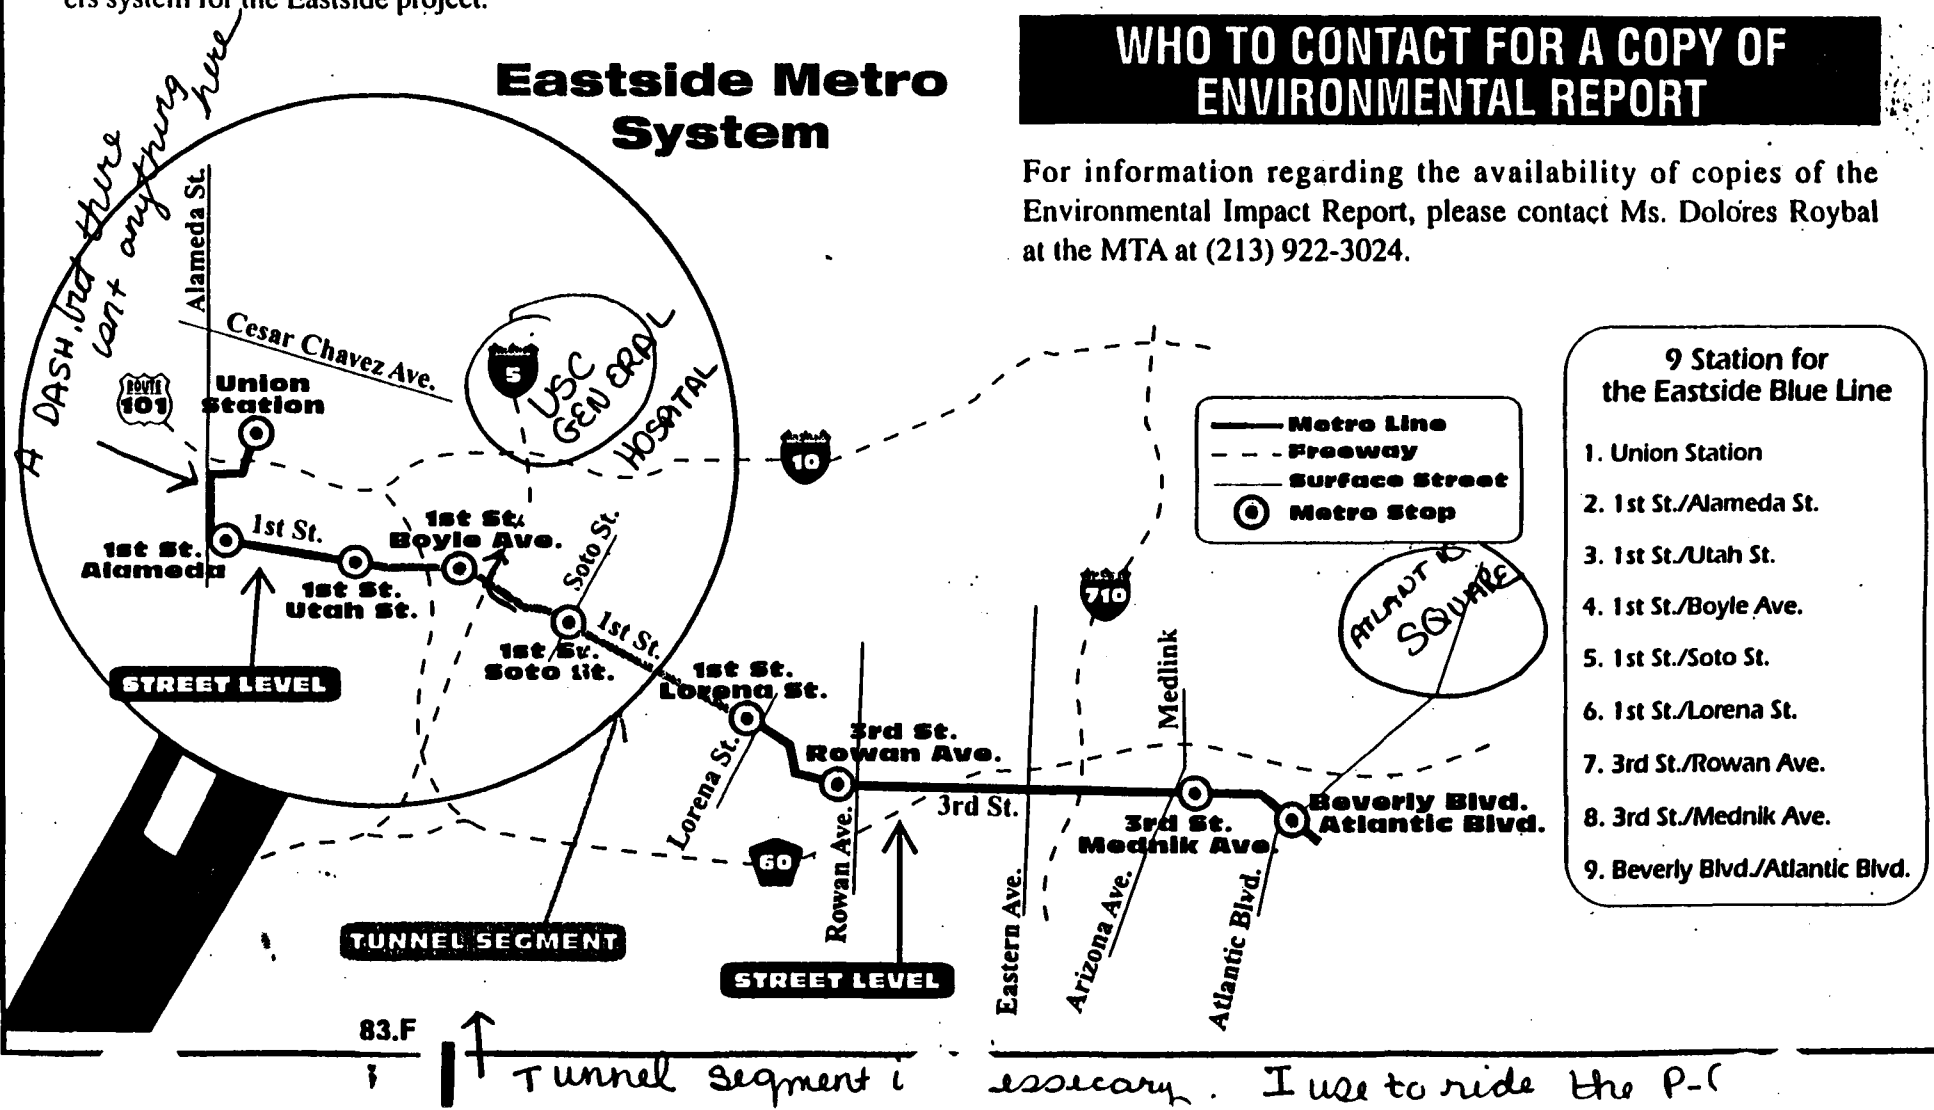 ers system for the Eastside project.
Eastside Metro
System
WHO TO CONTACT FOR A COPY OF
ENVIRONMENTAL REPORT
For information regarding the availability of copies of the
Environmental Impact Report, please contact Ms. Dolores Roybal
at the MTA at (213) 922-3024.
A DASH, but there
isnt anything here
Alameda St.
Cesar Chavez Ave.
ROUTE
101
Union
Station
5
USC
GENERAL
HOSPITAL
10
1st St.
Alameda
1st St.
1st St.
Utah St.
1st St.
Boyle Ave.
Soto St.
1st St.
Soto St.
1st St.
STREET LEVEL
1st St.
Lorena St.
Lorena St.
3rd St.
Rowan Ave.
Rowan Ave.
3rd St.
60
TUNNEL SEGMENT
STREET LEVEL
Eastern Ave.
710
Medlink
Arizona Ave.
3rd St.
Mednik Ave.
Beverly Blvd.
Atlantic Blvd.
Atlantic Blvd.
ATLANTIC
SQUARE
Metro Line
Freeway
Surface Street
Metro Stop
9 Station for
the Eastside Blue Line
1. Union Station
2. 1st St./Alameda St.
3. 1st St./Utah St.
4. 1st St./Boyle Ave.
5. 1st St./Soto St.
6. 1st St./Lorena St.
7. 3rd St./Rowan Ave.
8. 3rd St./Mednik Ave.
9. Beverly Blvd./Atlantic Blvd.
83.F
Tunnel segment i essecary. I use to ride the